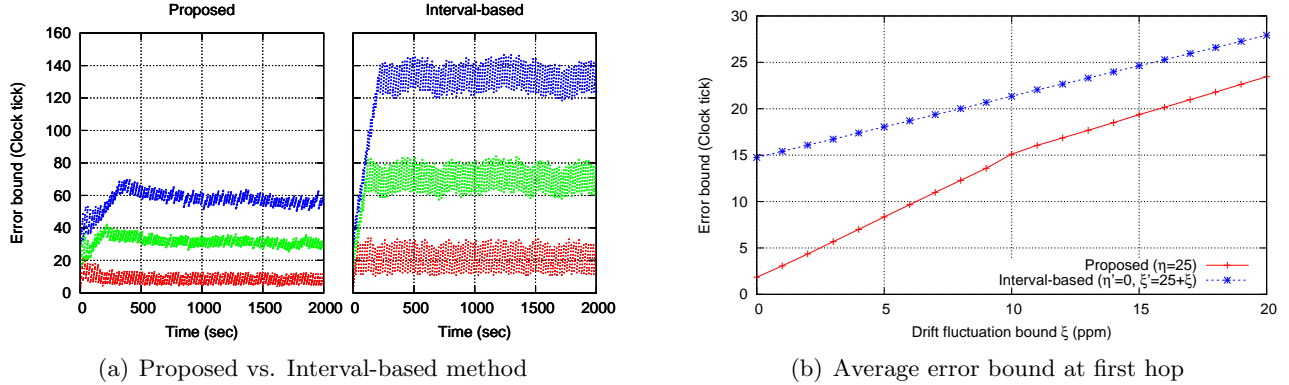 Proposed
Interval-based
Error bound (Clock tick)
160
140
120
100
80
60
40
20
0
0 500 1000 1500 2000
0 500 1000 1500 2000
Time (sec)
Time (sec)
(a) Proposed vs. Interval-based method
Error bound (Clock tick)
30
25
20
15
10
5
0
0 5 10 15 20
Drift fluctuation bound ξ (ppm)
Proposed (η=25)
Interval-based (η'=0, ξ'=25+ξ)
(b) Average error bound at first hop